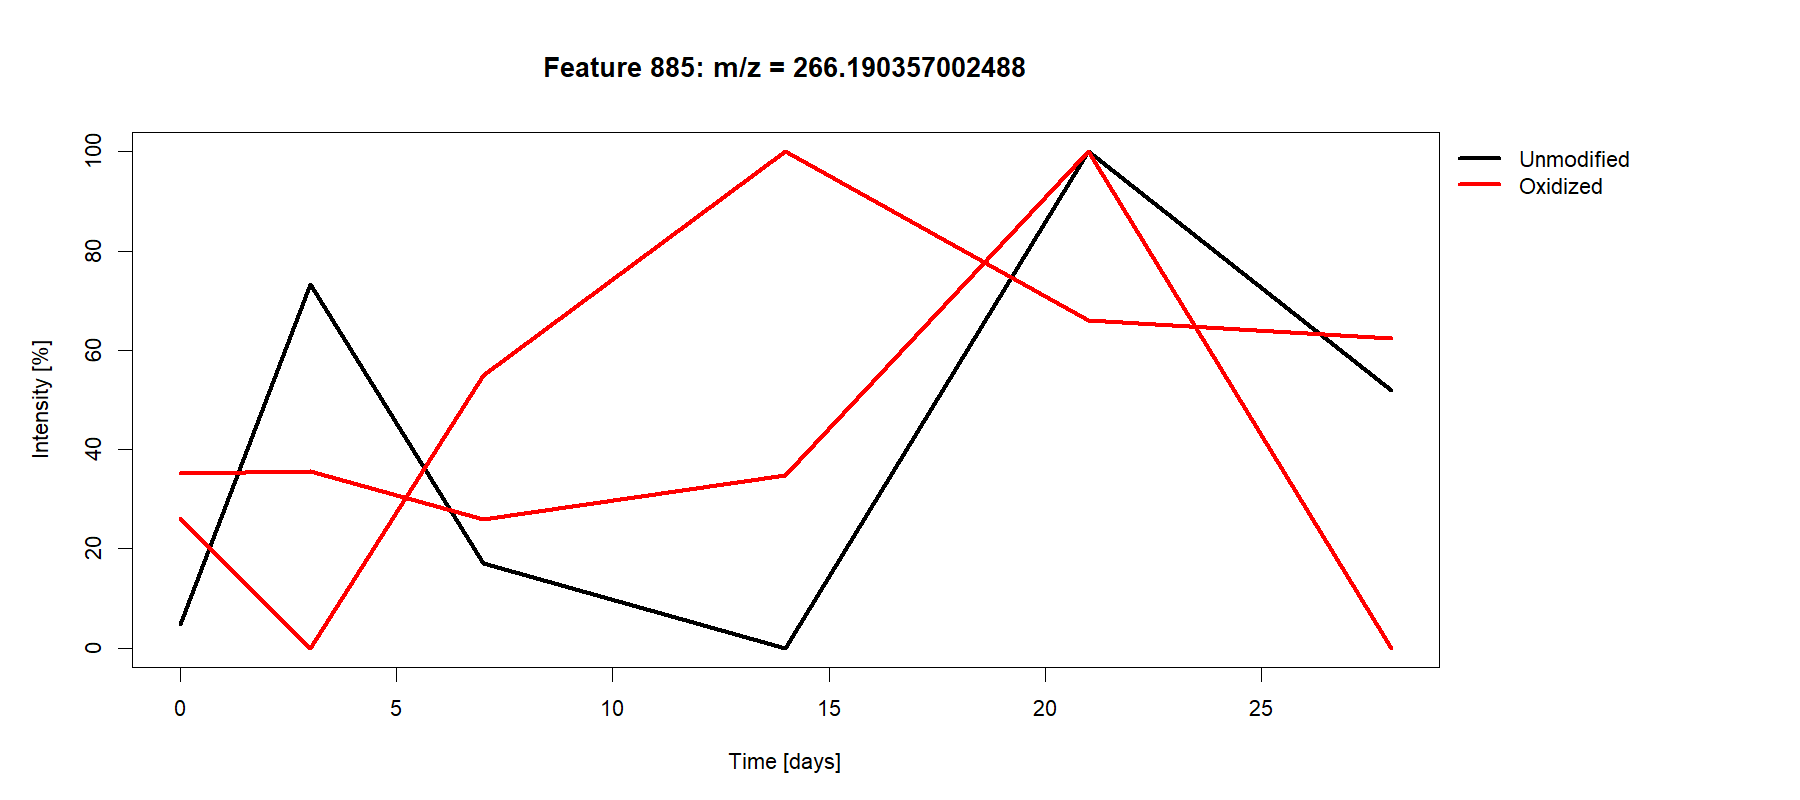 Feature 885: m/z = 266.190357002488
Unmodified
Oxidized
Intensity [%]
100
80
60
40
20
0
0 5 10 15 20 25
Time [days]